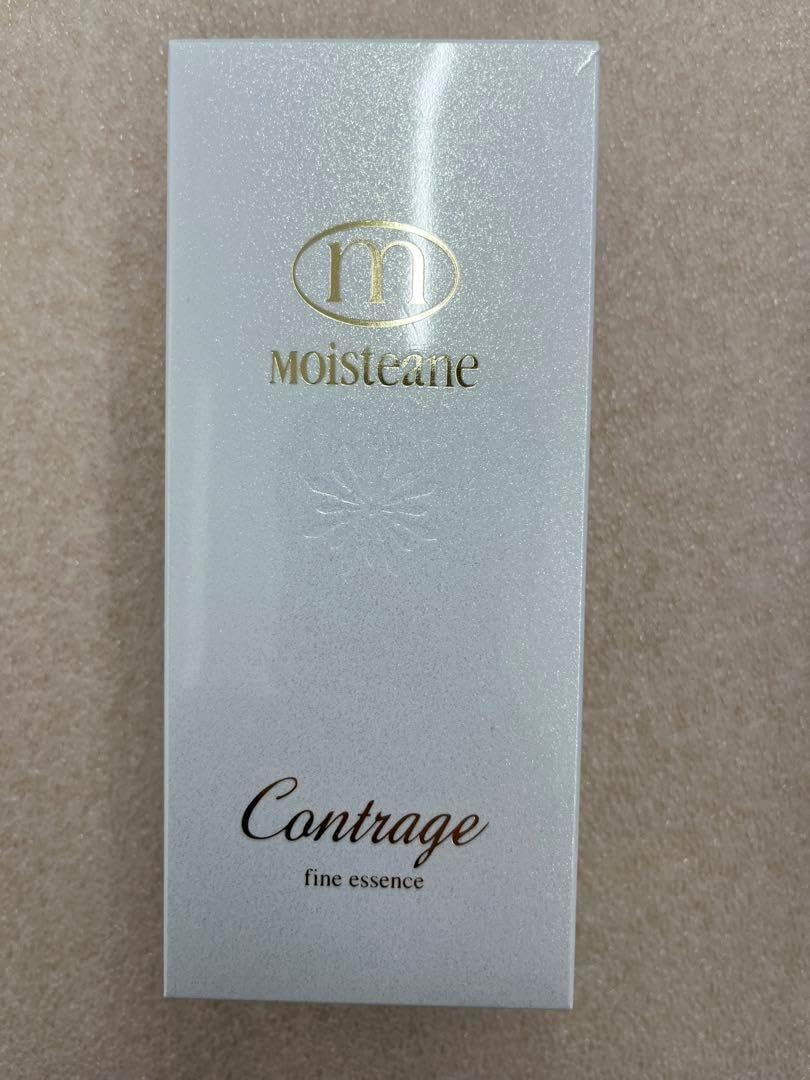 m
Moisteane
Contrage
fine essence